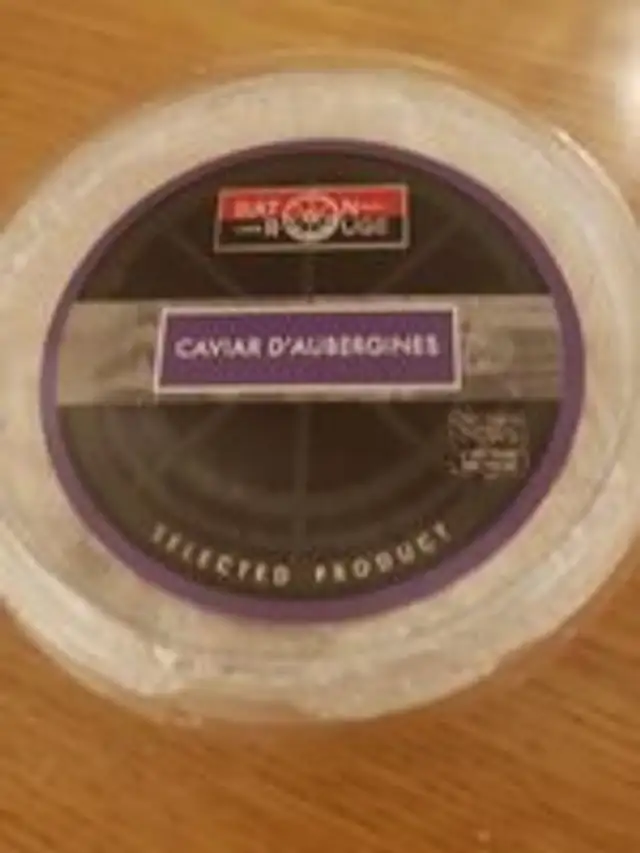 BATON
ROUGE
CAVIAR D'AUBERGINES
SELECTED PRODUCT